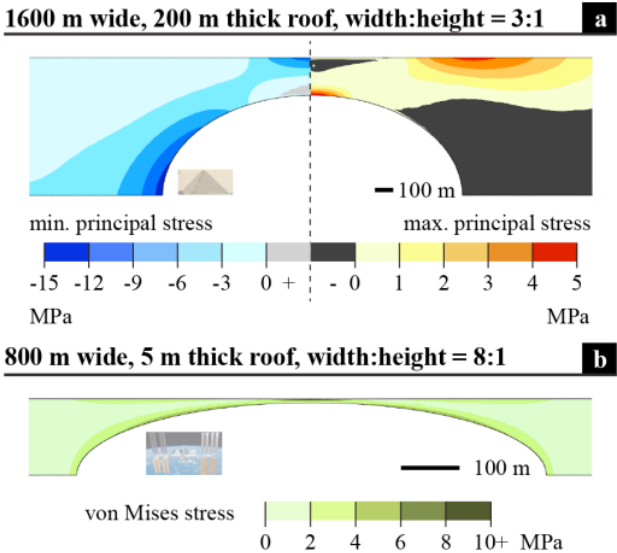 1600 m wide, 200 m thick roof, width:height = 3:1 a
100 m
min. principal stress max. principal stress
-15 -12 -9 -6 -3 0 + - 0 1 2 3 4 5
MPa MPa
800 m wide, 5 m thick roof, width:height = 8:1 b
100 m
von Mises stress
0 2 4 6 8 10+ MPa